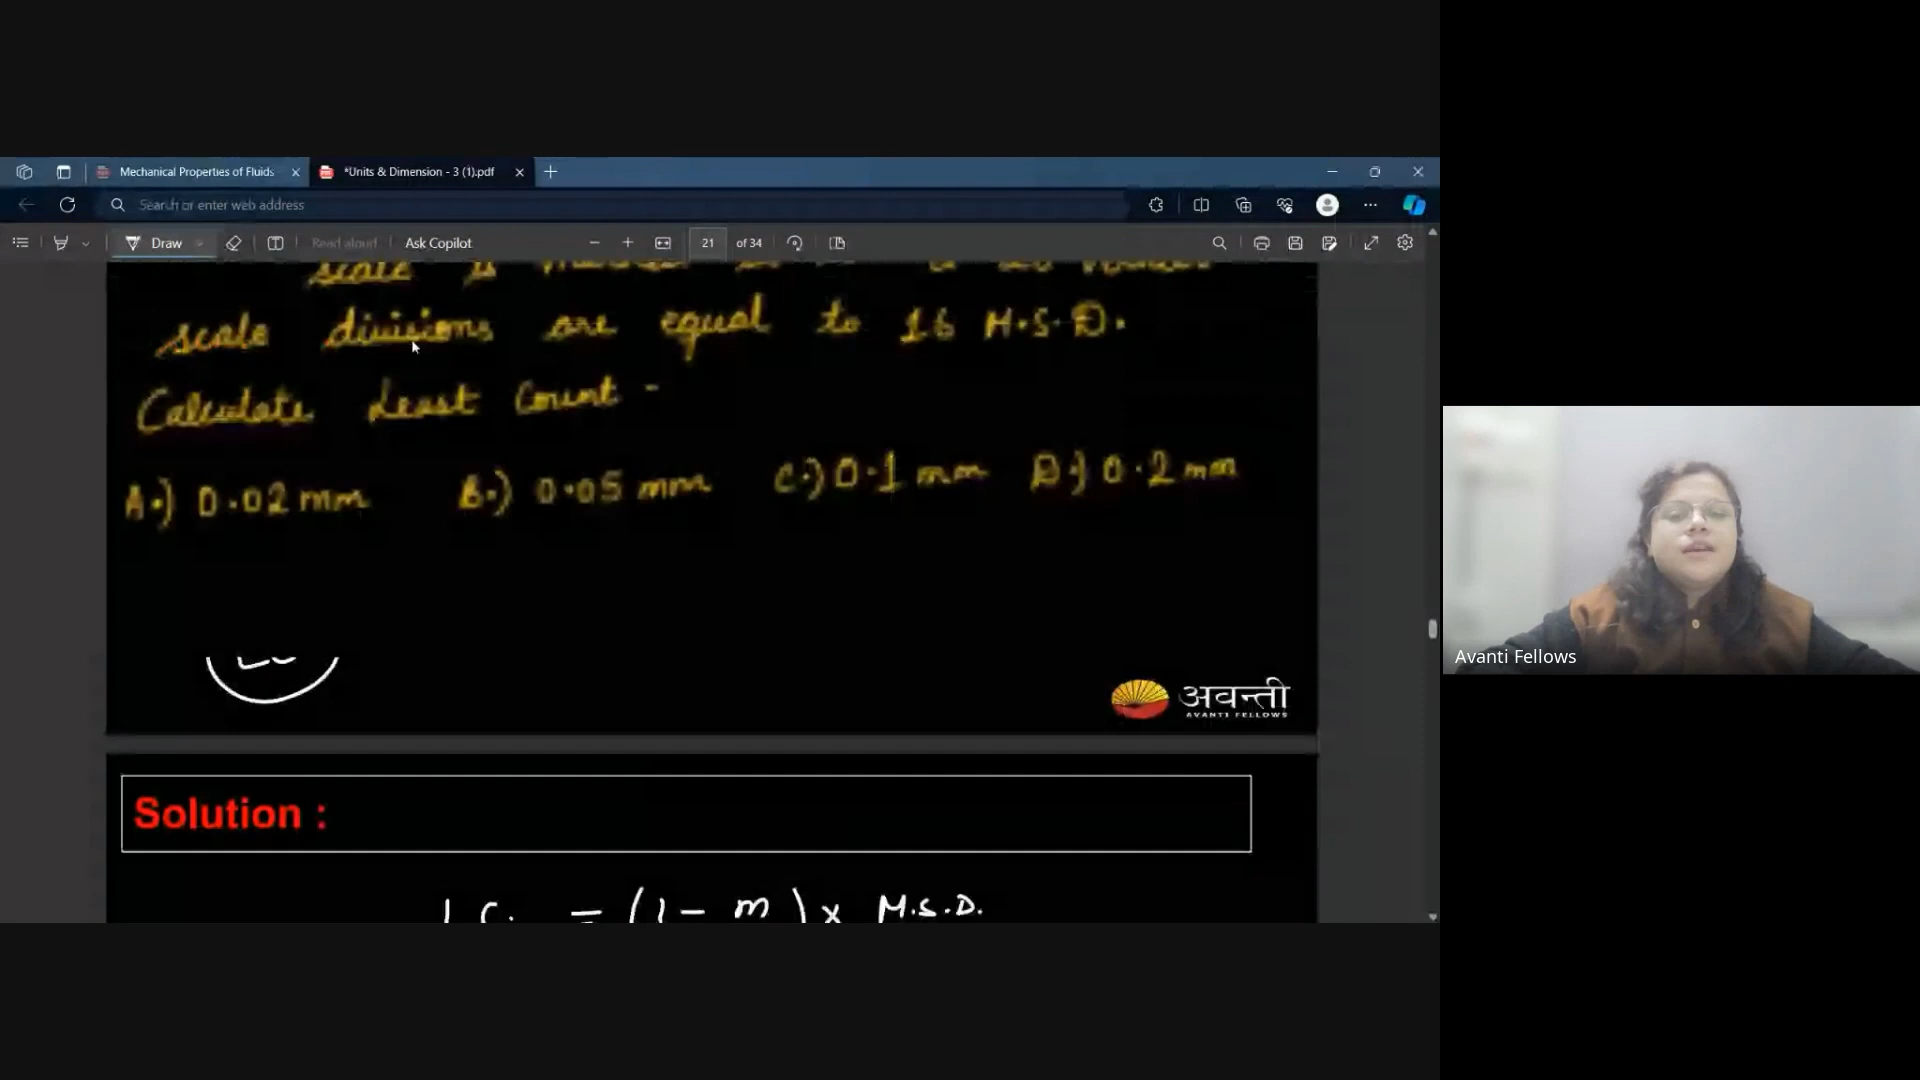 Mechanical Properties of Fluids
*Units & Dimension - 3 (1).pdf
Search or enter web address
Draw
Read aloud
Ask Copilot
21 of 34
scale is
scale divisions are equal to 16 M.S.D.
Calculate Least Count -
A.) 0.02 mm B.) 0.05 mm C.) 0.1 mm D.) 0.2 mm
अवन्ती
AVANTI FELLOWS
Solution :
L.C. = (1 - m) x M.S.D.
Avanti Fellows